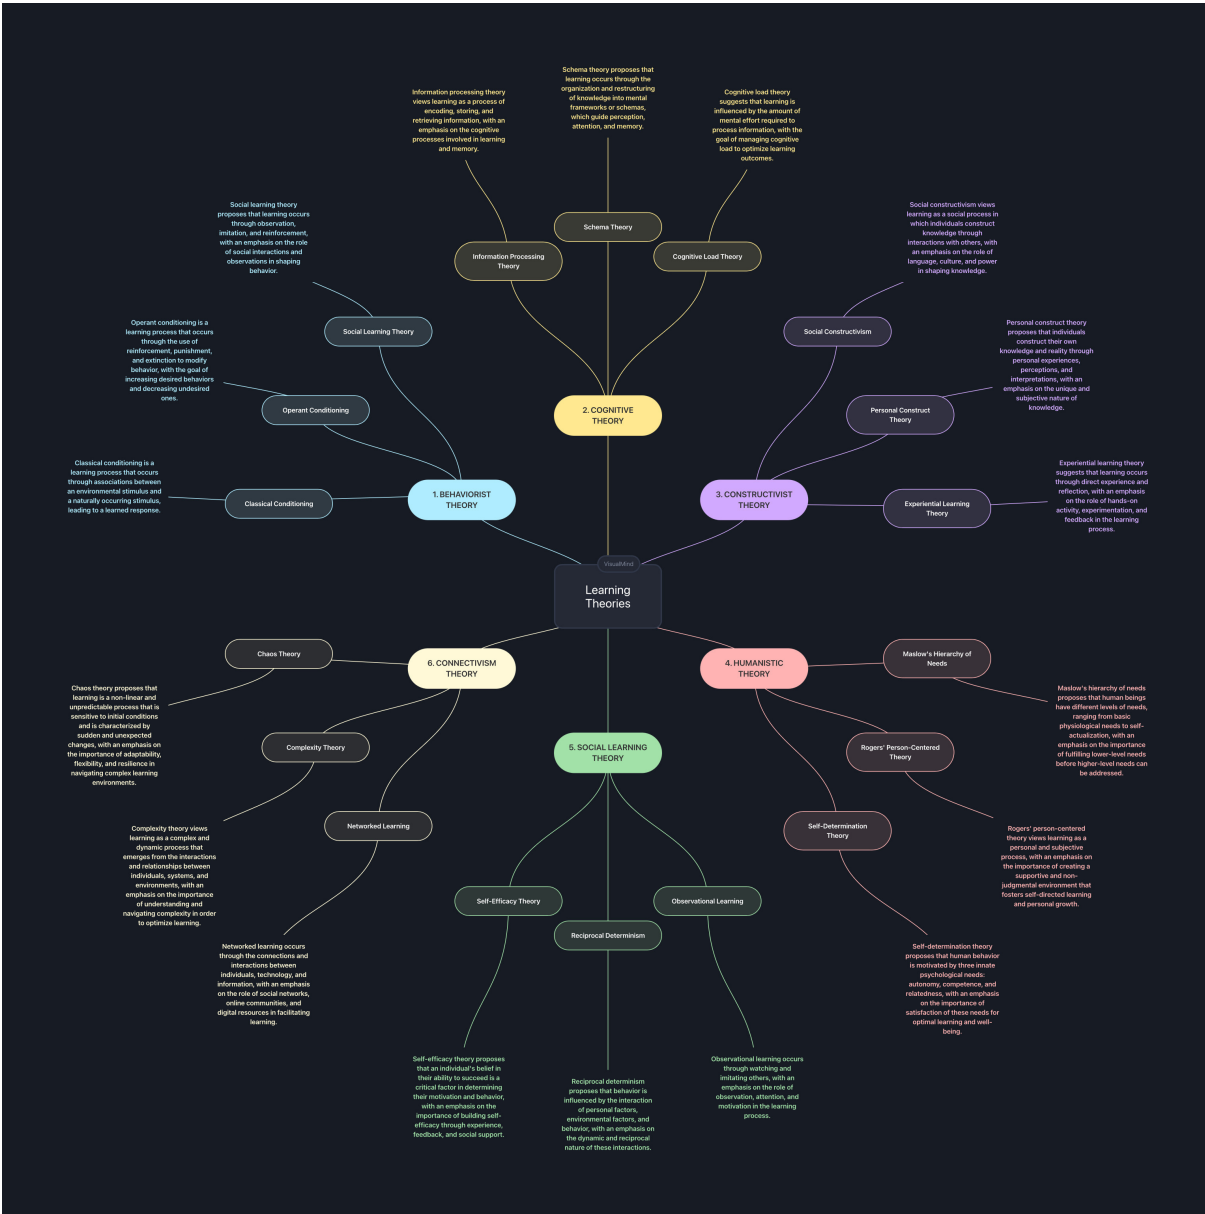 Schema theory proposes that
learning occurs through the
organization and restructuring
of knowledge into mental
frameworks or schemas,
which guide perception,
attention, and memory.
Information processing theory
views learning as a process of
encoding, storing, and
retrieving information, with an
emphasis on the cognitive
processes involved in learning
and memory.
Cognitive load theory
suggests that learning is
influenced by the amount of
mental effort required to
process information, with the
goal of managing cognitive
load to optimize learning
outcomes.
Schema Theory
Information Processing
Theory
Cognitive Load Theory
2. COGNITIVE
THEORY
Social learning theory
proposes that learning occurs
through observation,
imitation, and reinforcement,
with an emphasis on the role
of social interactions and
observations in shaping
behavior.
Social Learning Theory
Operant conditioning is a
learning process that occurs
through the use of
reinforcement, punishment,
and extinction to modify
behavior, with the goal of
increasing desired behaviors
and decreasing undesired
ones.
Operant Conditioning
Classical conditioning is a
learning process that occurs
through associations between
an environmental stimulus and
a naturally occurring stimulus,
leading to a learned response.
Classical Conditioning
1. BEHAVIORIST
THEORY
Social constructivism views
learning as a social process in
which individuals construct
knowledge through
interactions with others, with
an emphasis on the role of
language, culture, and power
in shaping knowledge.
Social Constructivism
Personal construct theory
proposes that individuals
construct their own
knowledge and reality through
personal experiences,
perceptions, and
interpretations, with an
emphasis on the unique and
subjective nature of
knowledge.
Personal Construct
Theory
Experiential learning theory
suggests that learning occurs
through direct experience and
reflection, with an emphasis
on the role of hands-on
activity, experimentation, and
feedback in the learning
process.
Experiential Learning
Theory
3. CONSTRUCTIVIST
THEORY
VisualMind
Learning
Theories
Chaos Theory
6. CONNECTIVISM
THEORY
Chaos theory proposes that
learning is a non-linear and
unpredictable process that is
sensitive to initial conditions
and is characterized by
sudden and unexpected
changes, with an emphasis on
the importance of adaptability,
flexibility, and resilience in
navigating complex learning
environments.
Complexity Theory
Complexity theory views
learning as a complex and
dynamic process that
emerges from the interactions
and relationships between
individuals, systems, and
environments, with an
emphasis on the importance
of understanding and
navigating complexity in order
to optimize learning.
Networked Learning
Networked learning occurs
through the connections and
interactions between
individuals, technology, and
information, with an emphasis
on the role of social networks,
online communities, and
digital resources in facilitating
learning.
4. HUMANISTIC
THEORY
Maslow's Hierarchy of
Needs
Maslow's hierarchy of needs
proposes that human beings
have different levels of needs,
ranging from basic
physiological needs to self-
actualization, with an
emphasis on the importance
of fulfilling lower-level needs
before higher-level needs can
be addressed.
Rogers' Person-Centered
Theory
Rogers' person-centered
theory views learning as a
personal and subjective
process, with an emphasis on
the importance of creating a
supportive and non-
judgmental environment that
fosters self-directed learning
and personal growth.
Self-Determination
Theory
Self-determination theory
proposes that human behavior
is motivated by three innate
psychological needs:
autonomy, competence, and
relatedness, with an emphasis
on the importance of
satisfaction of these needs for
optimal learning and well-
being.
5. SOCIAL LEARNING
THEORY
Self-Efficacy Theory
Reciprocal Determinism
Observational Learning
Self-efficacy theory proposes
that an individual's belief in
their ability to succeed is a
critical factor in determining
their motivation and behavior,
with an emphasis on the
importance of building self-
efficacy through experience,
feedback, and social support.
Reciprocal determinism
proposes that behavior is
influenced by the interaction
of personal factors,
environmental factors, and
behavior, with an emphasis on
the dynamic and reciprocal
nature of these interactions.
Observational learning occurs
through watching and
imitating others, with an
emphasis on the role of
observation, attention, and
motivation in the learning
process.